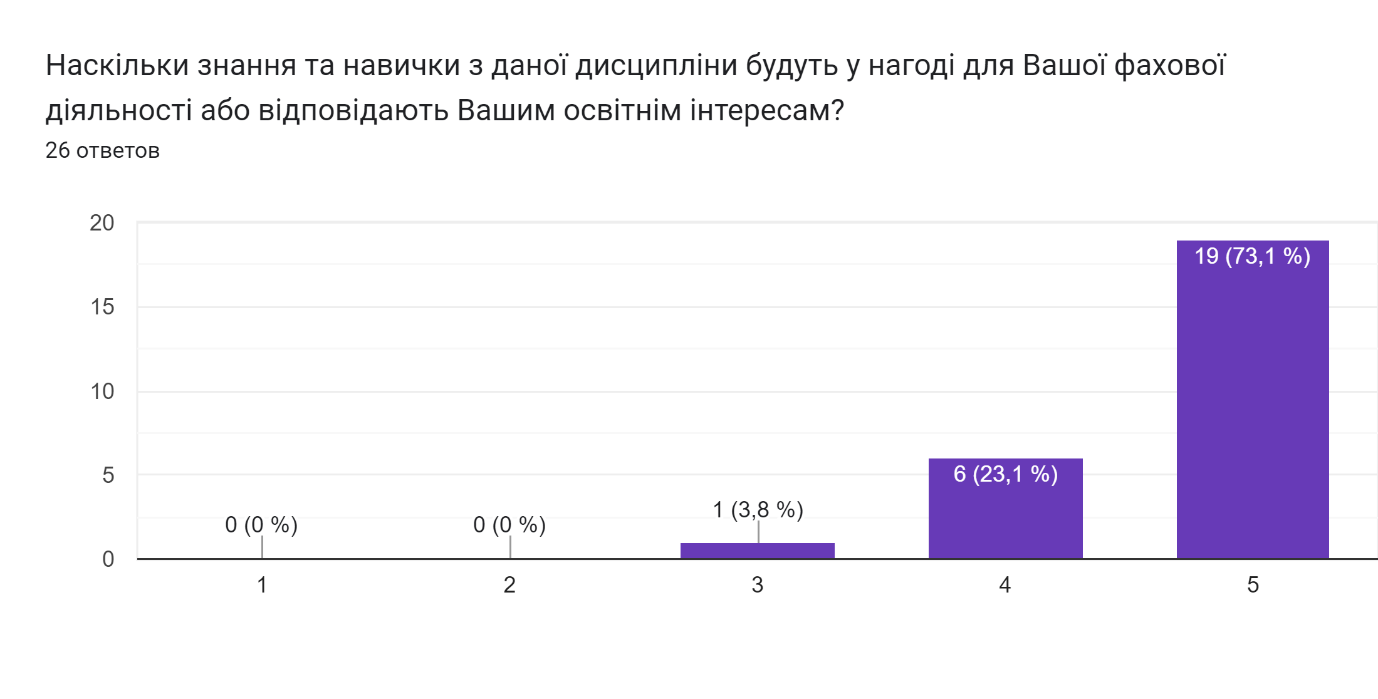 Наскільки знання та навички з даної дисципліни будуть у нагоді для Вашої фахової
діяльності або відповідають Вашим освітнім інтересам?
26 ответов
20
15
10
5
0
0 (0 %)
0 (0 %)
1 (3,8 %)
6 (23,1 %)
19 (73,1 %)
1
2
3
4
5